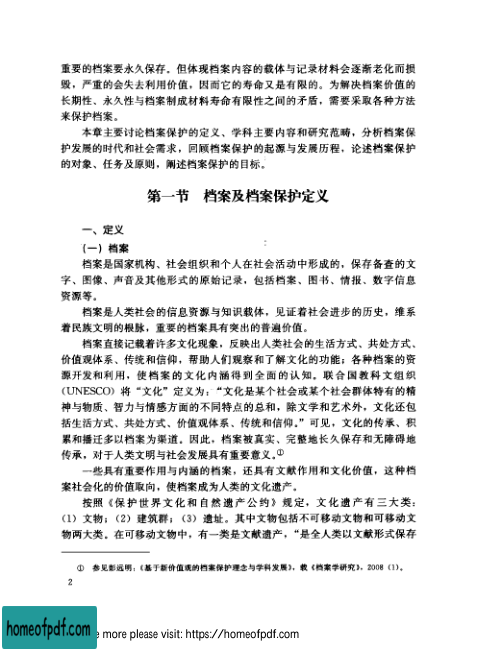 重要的档案要永久保存。但体现档案内容的载体与记录材料会逐渐老化而损
毁，严重的会失去利用价值，因而它的寿命又是有限的。为解决档案价值的
长期性、永久性与档案制成材料寿命有限性之间的矛盾，需要采取各种方法
来保护档案。
本章主要讨论档案保护的定义、学科主要内容和研究范畴，分析档案保
护发展的时代和社会需求，回顾档案保护的起源与发展历程，论述档案保护
的对象、任务及原则，阐述档案保护的目标。
第一节 档案及档案保护定义
一、定义
（一）档案
档案是国家机构、社会组织和个人在社会活动中形成的，保存备查的文
字、图像、声音及其他形式的原始记录，包括档案、图书、情报、数字信息
资源等。
档案是人类社会的信息资源与知识载体，见证着社会进步的历史，维系
着民族文明的根脉，重要的档案具有突出的普遍价值。
档案直接记载着许多文化现象，反映出人类社会的生活方式、共处方式、
价值观体系、传统和信仰，帮助人们观察和了解文化的功能；各种档案的资
源开发和利用，使档案的文化内涵得到全面的认知。联合国教科文组织
(UNESCO) 将“文化”定义为：“文化是某个社会或某个社会群体特有的精
神与物质、智力与情感方面的不同特点的总和，除文学和艺术外，文化还包
括生活方式、共处方式、价值观体系、传统和信仰。”可见，文化的传承、积
累和播迁多以档案为渠道。因此，档案被真实、完整地长久保存和无障碍地
传承，对于人类文明与社会发展具有重要意义。①
一些具有重要作用与内涵的档案，还具有文献作用和文化价值，这种档
案社会化的价值取向，使档案成为人类的文化遗产。
按照《保护世界文化和自然遗产公约》规定，文化遗产有三大类：
(1) 文物；(2) 建筑群；(3) 遗址。其中文物包括不可移动文物和可移动文
物两大类。在可移动文物中，有一类是文献遗产，“是全人类以文献形式保存
① 参见彭远明：《基于新价值观的档案保护理念与学科发展》，载《档案学研究》，2008 (1)。
2
homeofpdf.com
e more please visit: https://homeofpdf.com